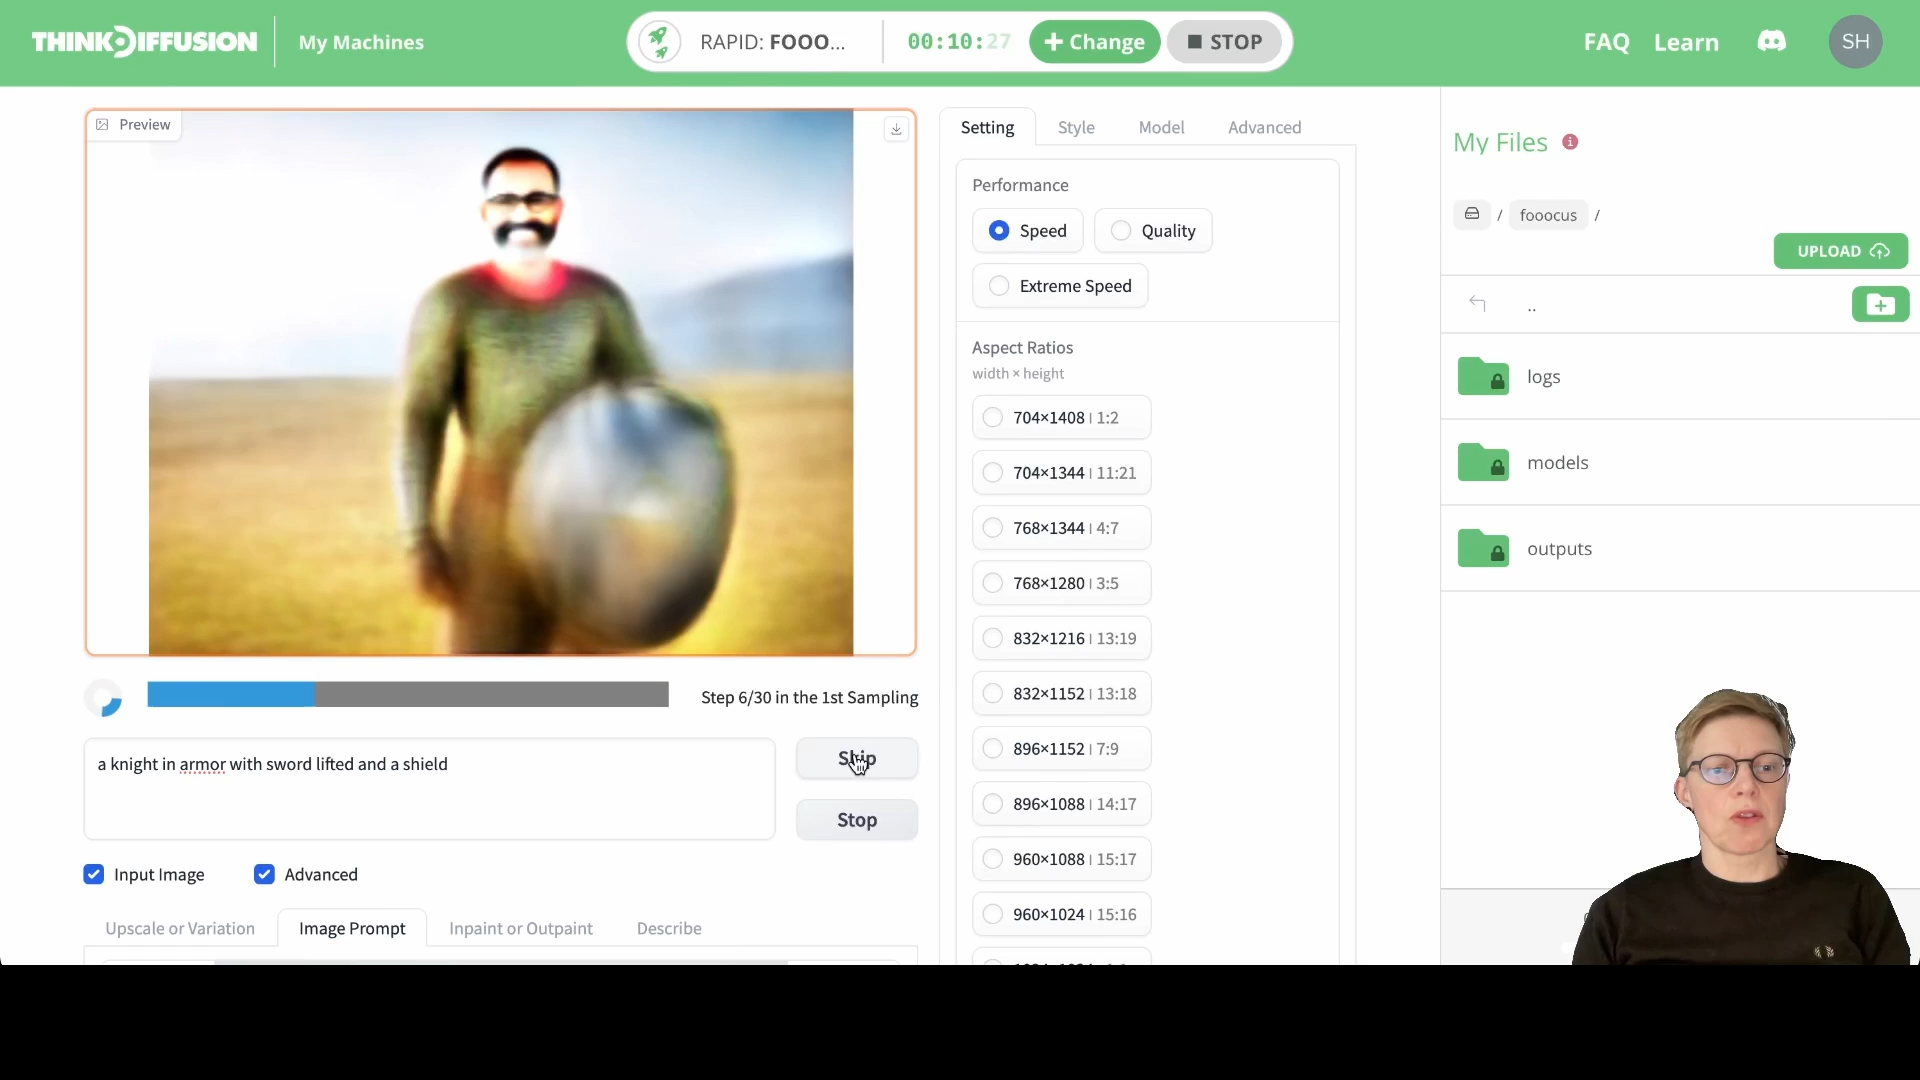 THINKDIFFUSION
My Machines
RAPID: FOOO...
00:10:27
Change
STOP
FAQ
Learn
SH
Preview
Step 6/30 in the 1st Sampling
a knight in armor with sword lifted and a shield
Skip
Stop
Input Image
Advanced
Upscale or Variation
Image Prompt
Inpaint or Outpaint
Describe
Setting
Style
Model
Advanced
Performance
Speed
Quality
Extreme Speed
Aspect Ratios
width × height
704×1408 | 1:2
704×1344 | 11:21
768×1344 | 4:7
768×1280 | 3:5
832×1216 | 13:19
832×1152 | 13:18
896×1152 | 7:9
896×1088 | 14:17
960×1088 | 15:17
960×1024 | 15:16
My Files
/ fooocus /
UPLOAD
..
logs
models
outputs